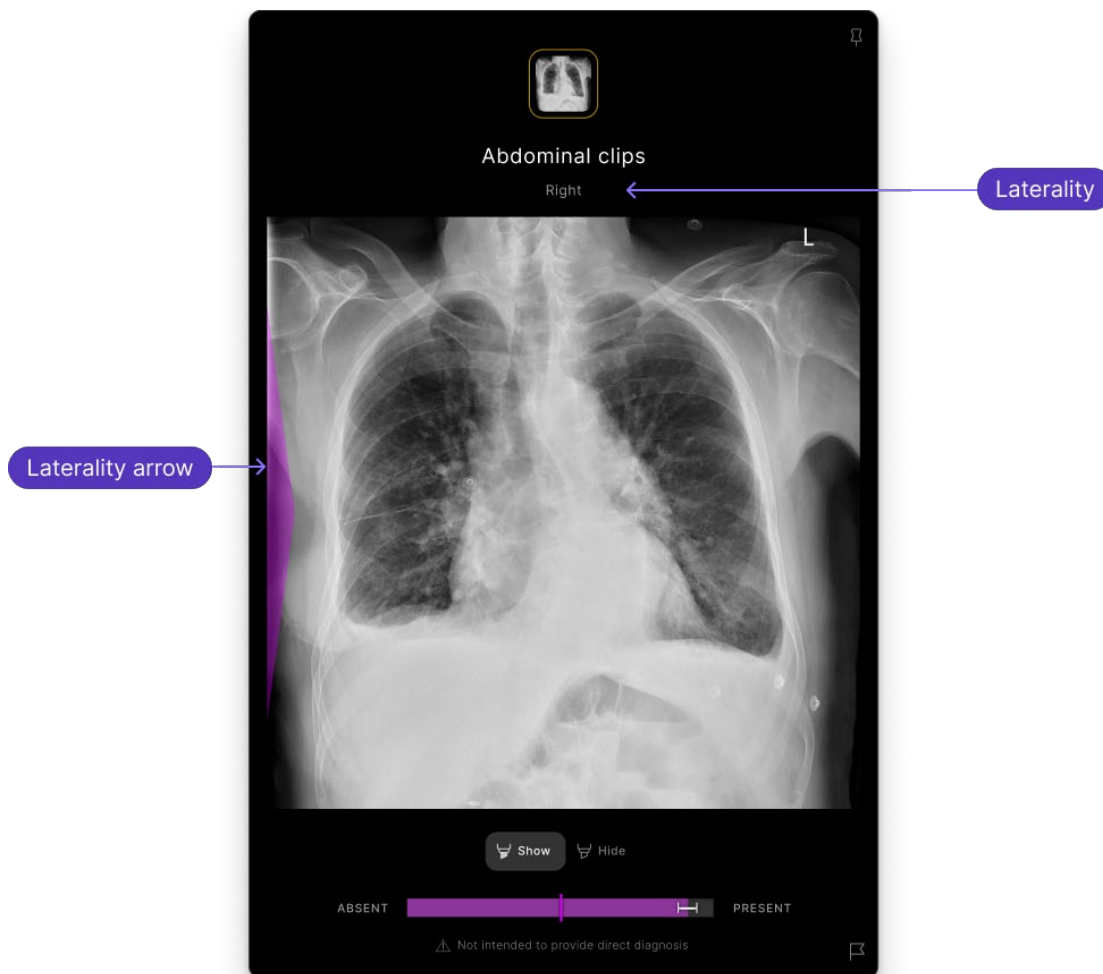 Abdominal clips
Right
Laterality
L
Laterality arrow
Show
Hide
ABSENT
PRESENT
Not intended to provide direct diagnosis